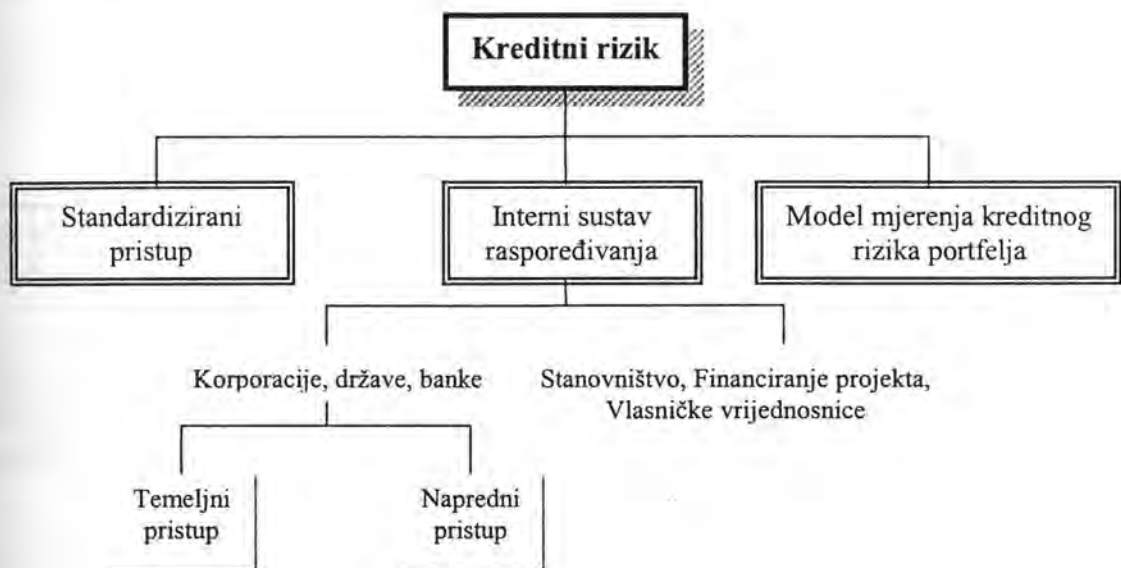 Kreditni rizik
Standardizirani
pristup
Interni sustav
raspoređivanja
Model mjerenja kreditnog
rizika portfelja
Korporacije, države, banke
Stanovništvo, Financiranje projekta,
Vlasničke vrijednosnice
Temeljni
pristup
Napredni
pristup